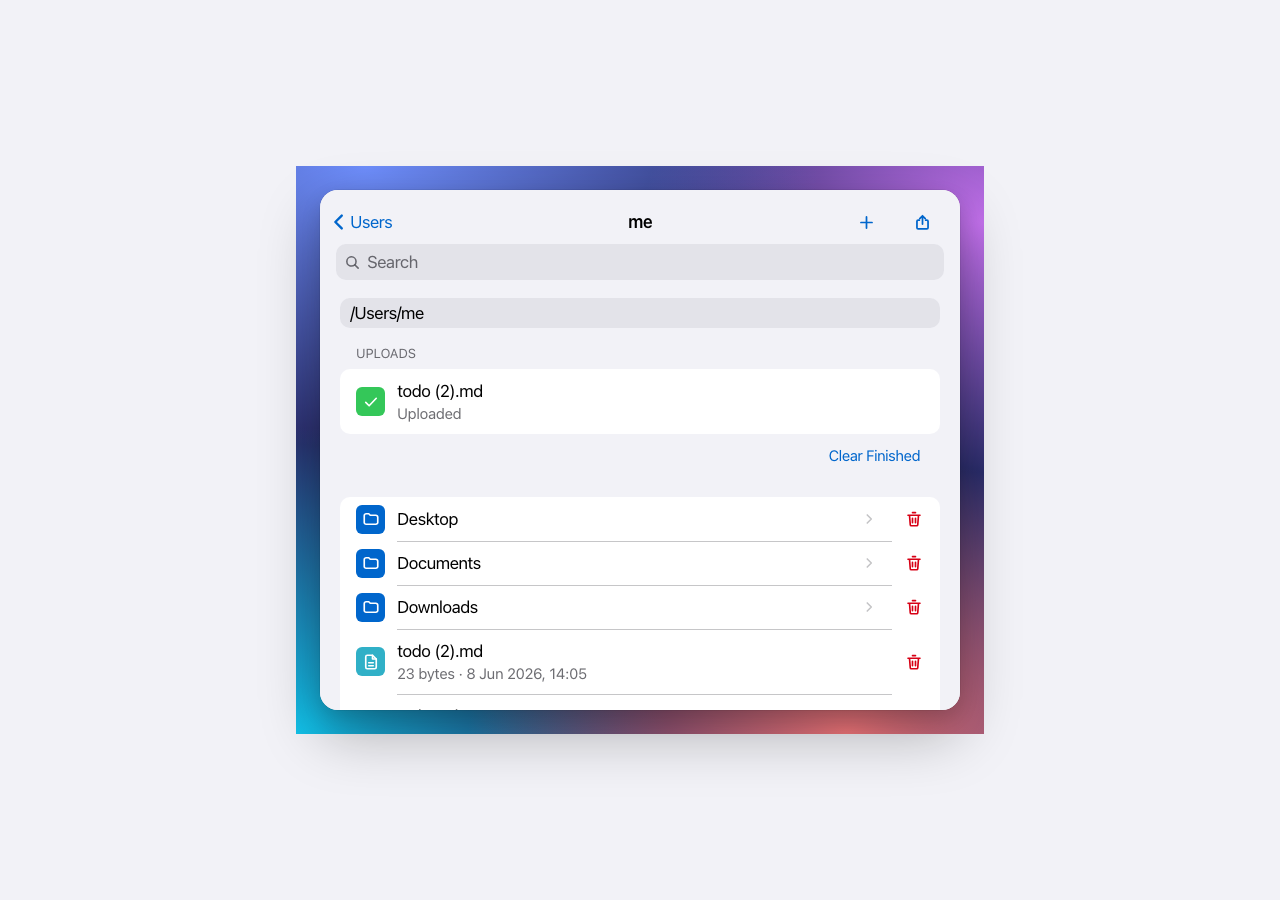 Users
me
Search
/Users/me
UPLOADS
todo (2).md
Uploaded
Clear Finished
Desktop
Documents
Downloads
todo (2).md
23 bytes · 8 Jun 2026, 14:05